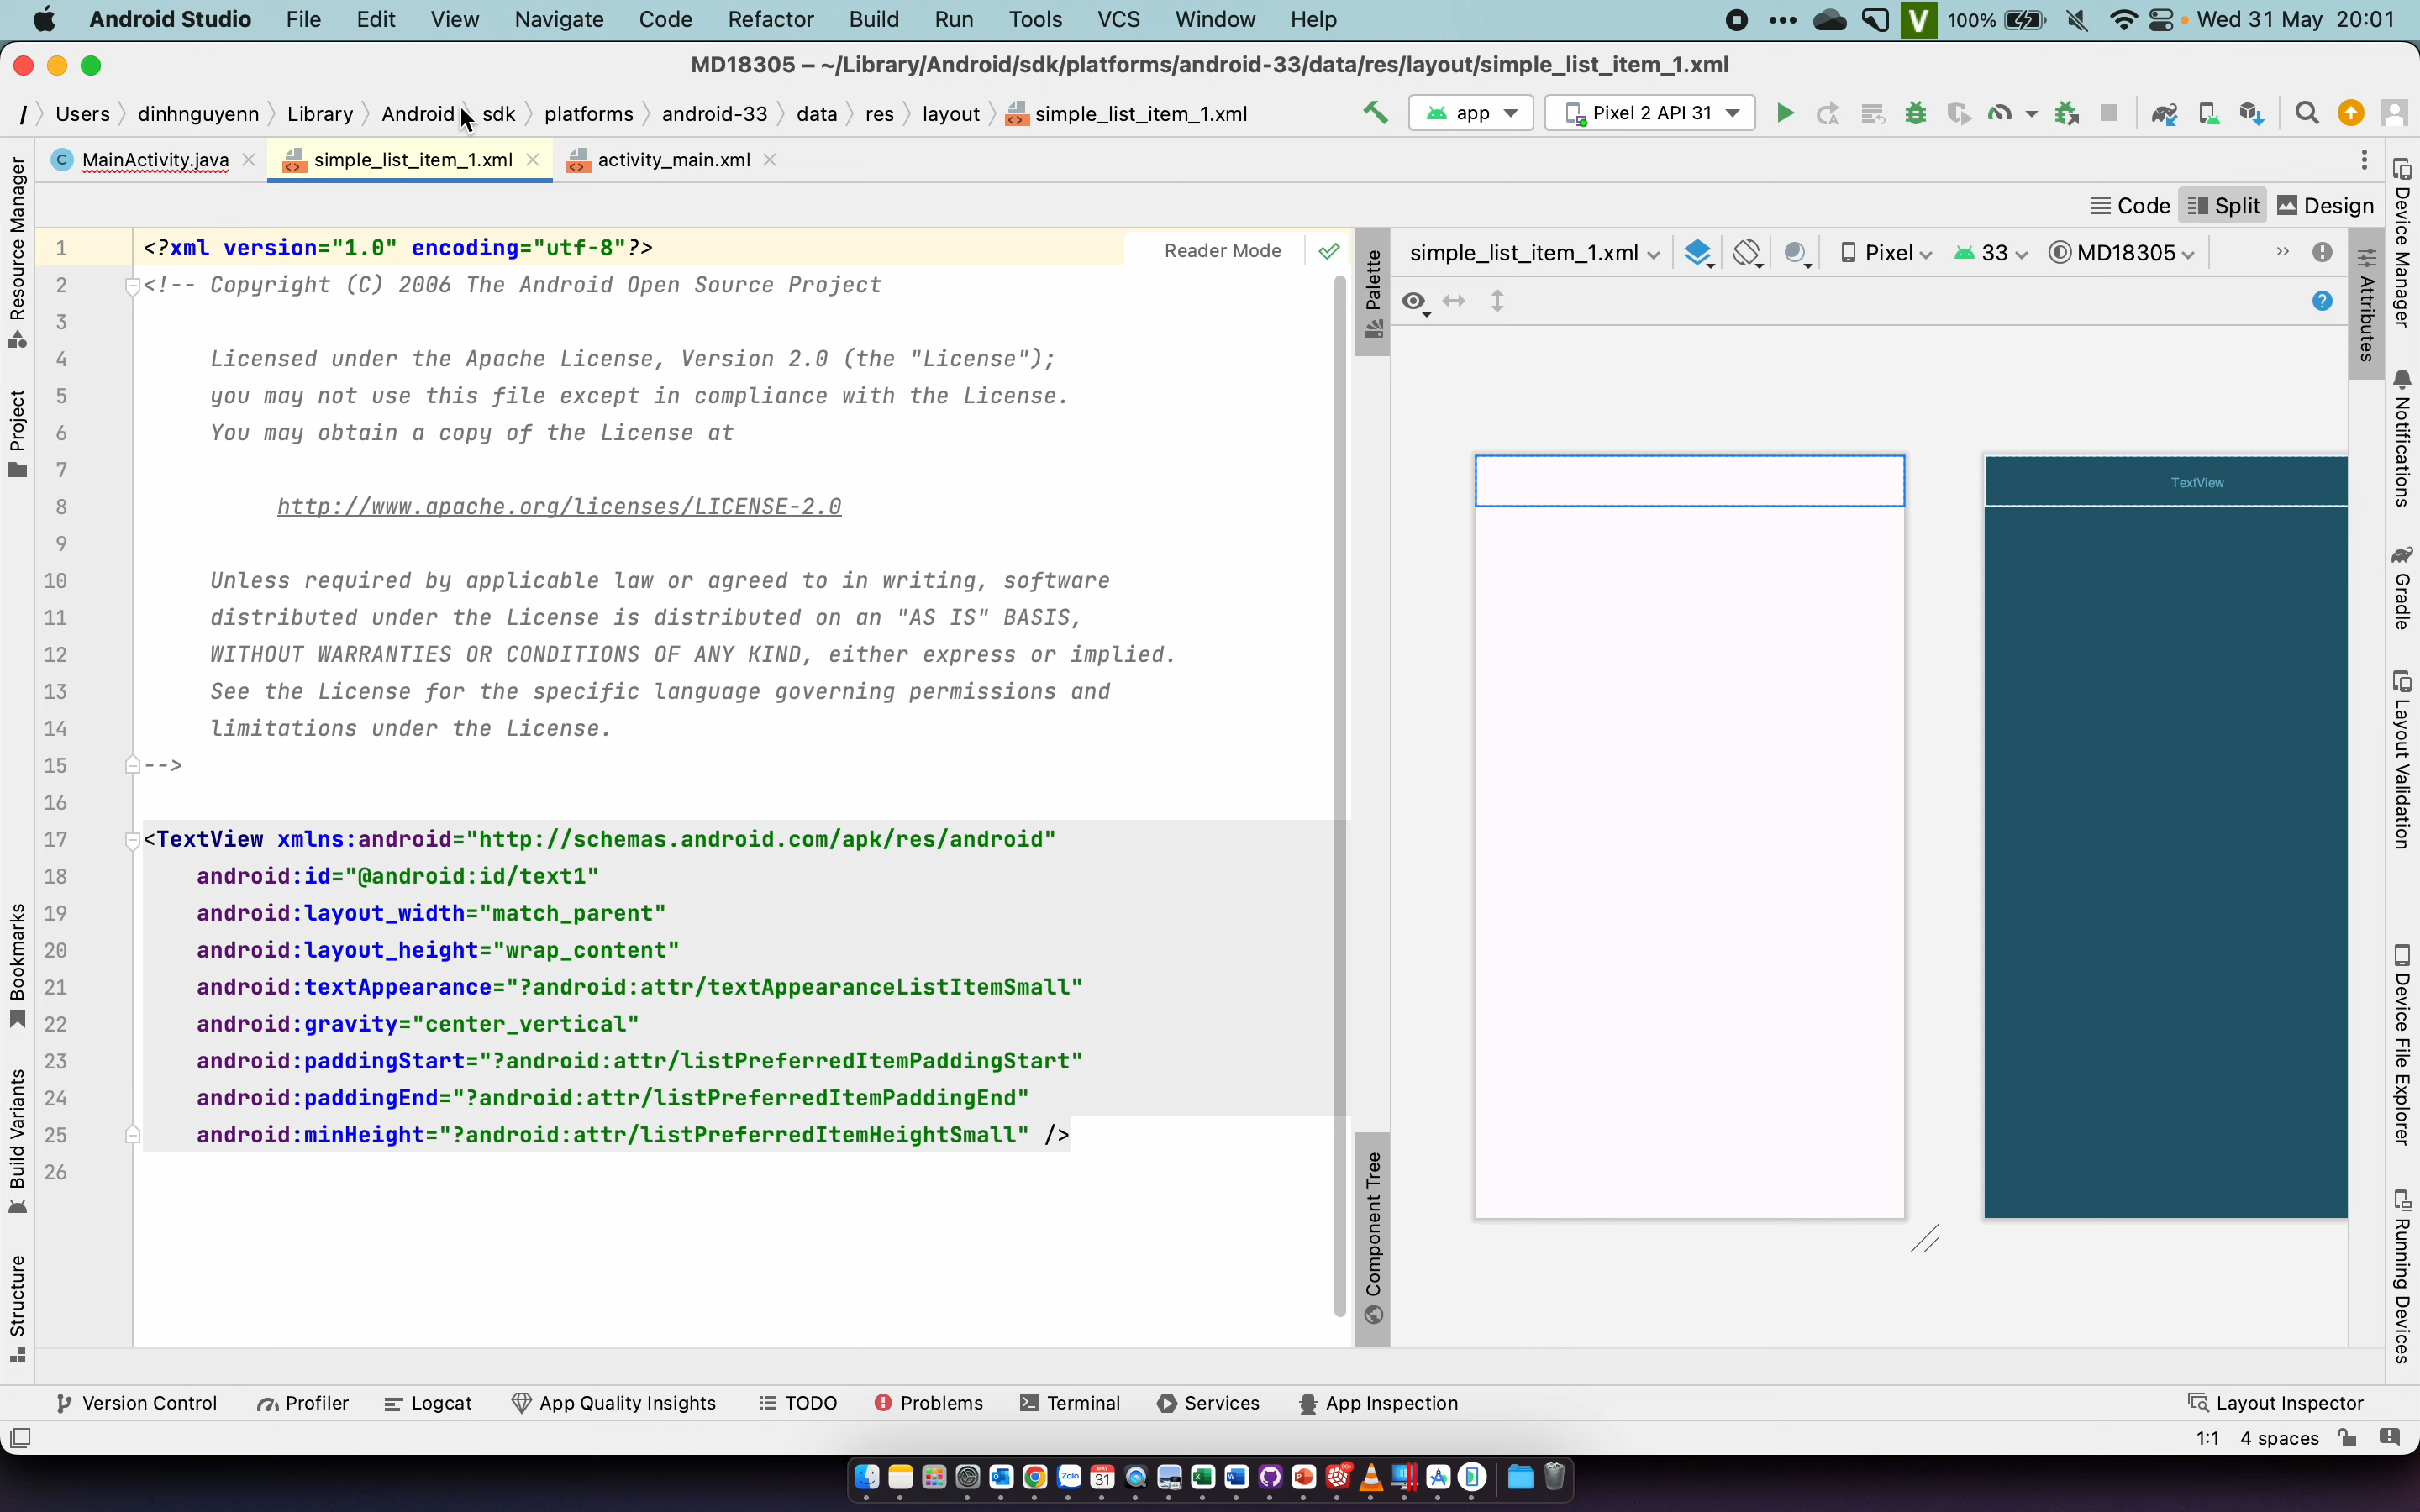 Android Studio File Edit View Navigate Code Refactor Build Run Tools VCS Window Help V 100% Wed 31 May 20:01
MD18305 – ~/Library/Android/sdk/platforms/android-33/data/res/layout/simple_list_item_1.xml
/ Users dinhnguyenn Library Android sdk platforms android-33 data res layout simple_list_item_1.xml app Pixel 2 API 31
C MainActivity.java simple_list_item_1.xml activity_main.xml
Code Split Design
Reader Mode
simple_list_item_1.xml Pixel 33 MD18305
1 <?xml version="1.0" encoding="utf-8"?>
2 <!-- Copyright (C) 2006 The Android Open Source Project
3
4 Licensed under the Apache License, Version 2.0 (the "License");
5 you may not use this file except in compliance with the License.
6 You may obtain a copy of the License at
7
8 http://www.apache.org/licenses/LICENSE-2.0
9
10 Unless required by applicable law or agreed to in writing, software
11 distributed under the License is distributed on an "AS IS" BASIS,
12 WITHOUT WARRANTIES OR CONDITIONS OF ANY KIND, either express or implied.
13 See the License for the specific language governing permissions and
14 limitations under the License.
15 -->
16
17 <TextView xmlns:android="http://schemas.android.com/apk/res/android"
18 android:id="@android:id/text1"
19 android:layout_width="match_parent"
20 android:layout_height="wrap_content"
21 android:textAppearance="?android:attr/textAppearanceListItemSmall"
22 android:gravity="center_vertical"
23 android:paddingStart="?android:attr/listPreferredItemPaddingStart"
24 android:paddingEnd="?android:attr/listPreferredItemPaddingEnd"
25 android:minHeight="?android:attr/listPreferredItemHeightSmall" />
26
TextView
Resource Manager
Project
Bookmarks
Build Variants
Structure
Palette
Component Tree
Attributes
Device Manager
Notifications
Gradle
Layout Validation
Device File Explorer
Running Devices
Version Control Profiler Logcat App Quality Insights TODO Problems Terminal Services App Inspection Layout Inspector
1:1 4 spaces
Zalo
31